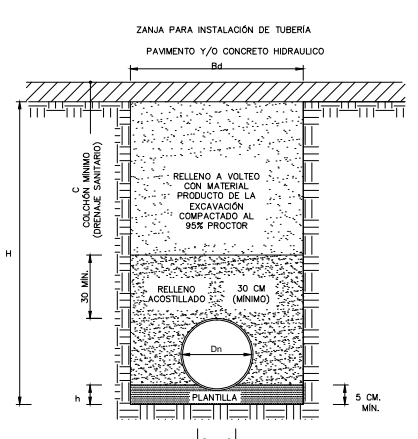 ZANJA PARA INSTALACIÓN DE TUBERÍA
PAVIMENTO Y/O CONCRETO HIDRAULICO
Bd
C
COLCHÓN MÍNIMO
(DRENAJE SANITARIO)
RELLENO A VOLTEO
CON MATERIAL
PRODUCTO DE LA
EXCAVACIÓN
COMPACTADO AL
95% PROCTOR
H
30 MÍN.
RELLENO
ACOSTILLADO
30 CM
(MÍNIMO)
Dn
h
PLANTILLA
5 CM.
MÍN.